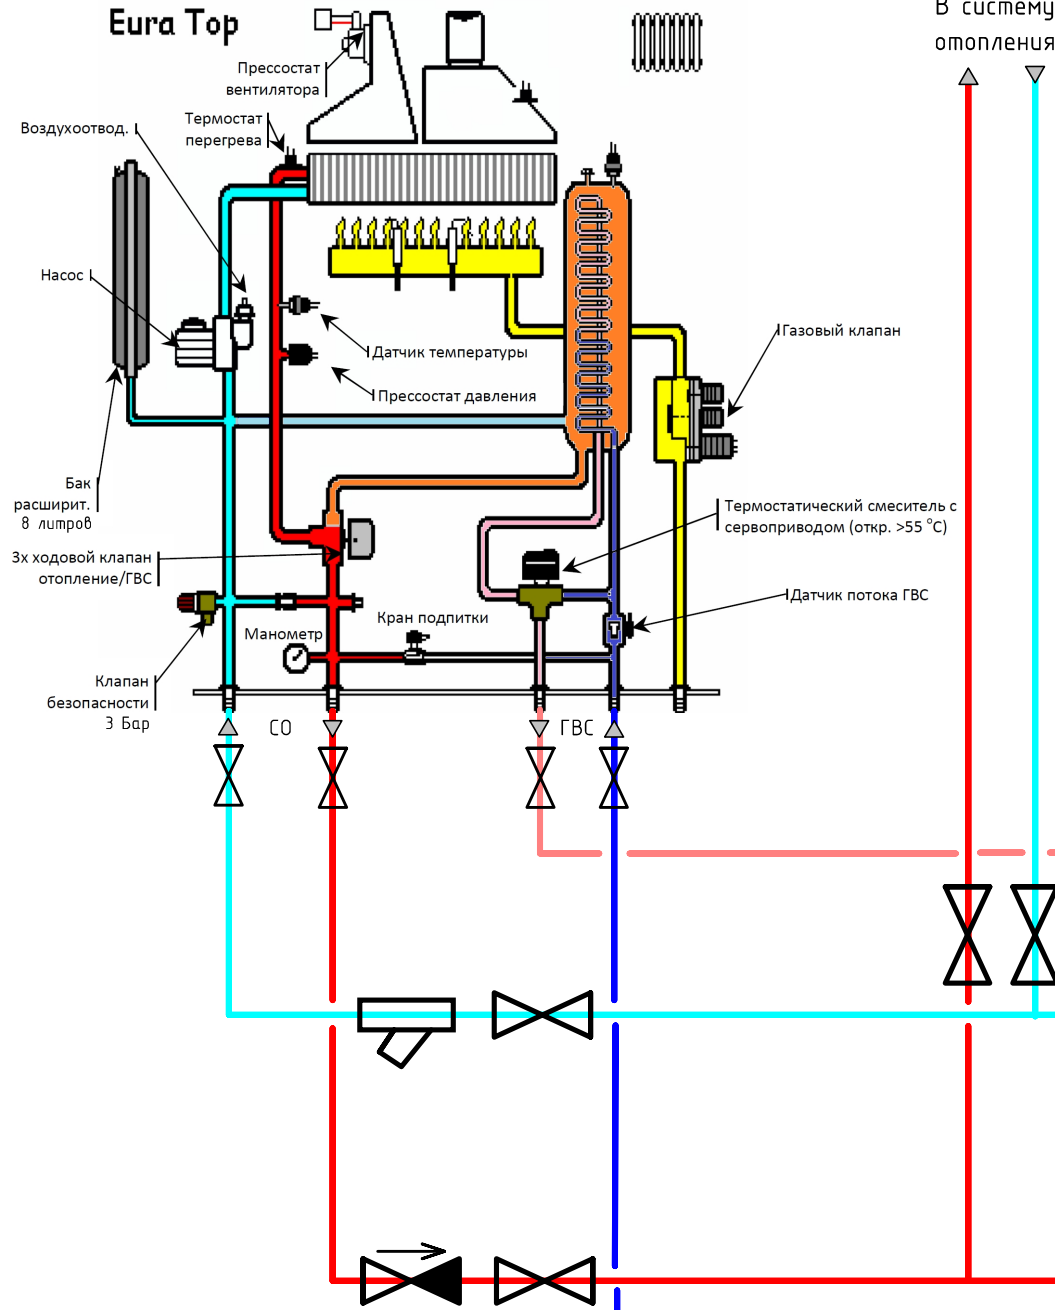 Eura Top
В систему
отопления
Прессостат
вентилятора
Термостат
перегрева
Воздухоотвод.
Насос
Датчик температуры
Газовый клапан
Прессостат давления
Бак
расширит.
8 литров
Термостатический смеситель с
сервоприводом (откр. >55 °С)
3х ходовой клапан
отопление/ГВС
Датчик потока ГВС
Кран подпитки
Манометр
Клапан
безопасности
3 Бар
СО
ГВС